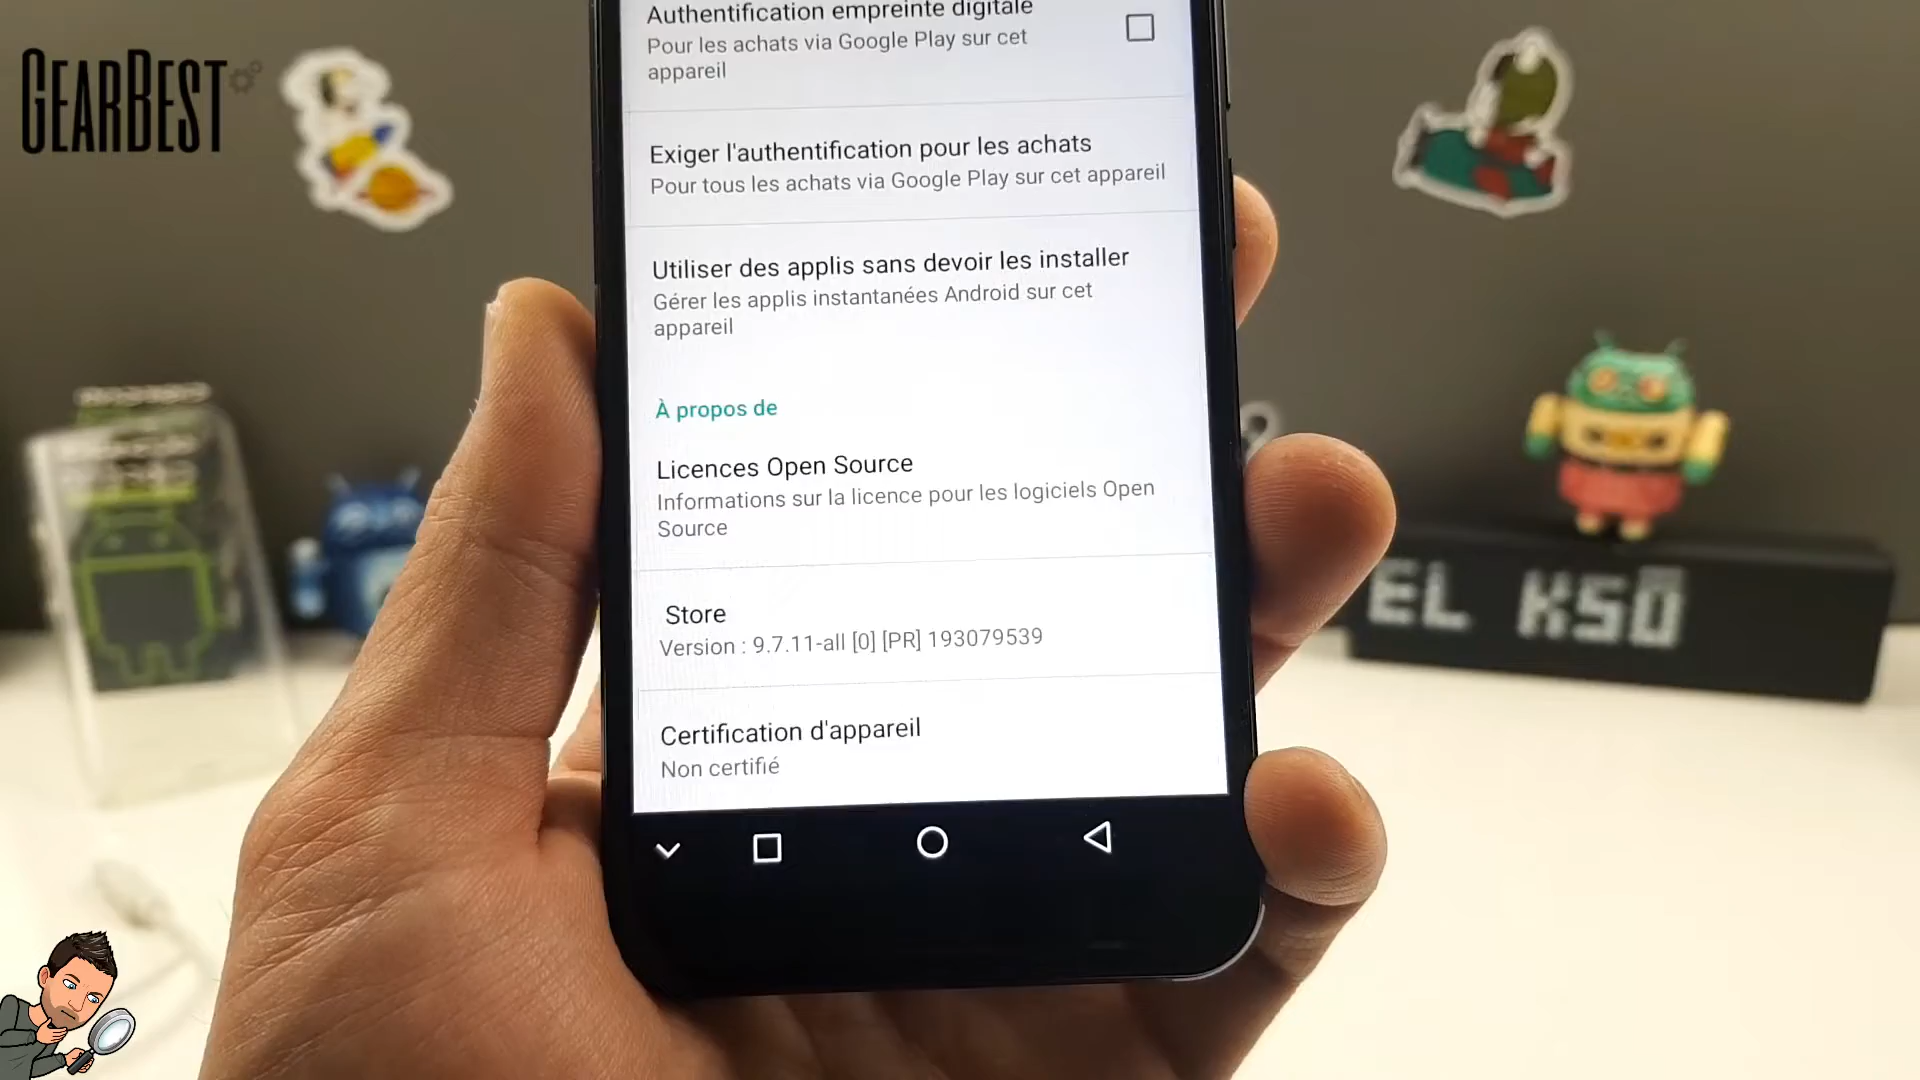 GEARBEST
Authentification empreinte digitale
Pour les achats via Google Play sur cet
appareil
Exiger l'authentification pour les achats
Pour tous les achats via Google Play sur cet appareil
Utiliser des applis sans devoir les installer
Gérer les applis instantanées Android sur cet
appareil
À propos de
Licences Open Source
Informations sur la licence pour les logiciels Open
Source
Store
Version : 9.7.11-all [0] [PR] 193079539
Certification d'appareil
Non certifié
EL KSÖ